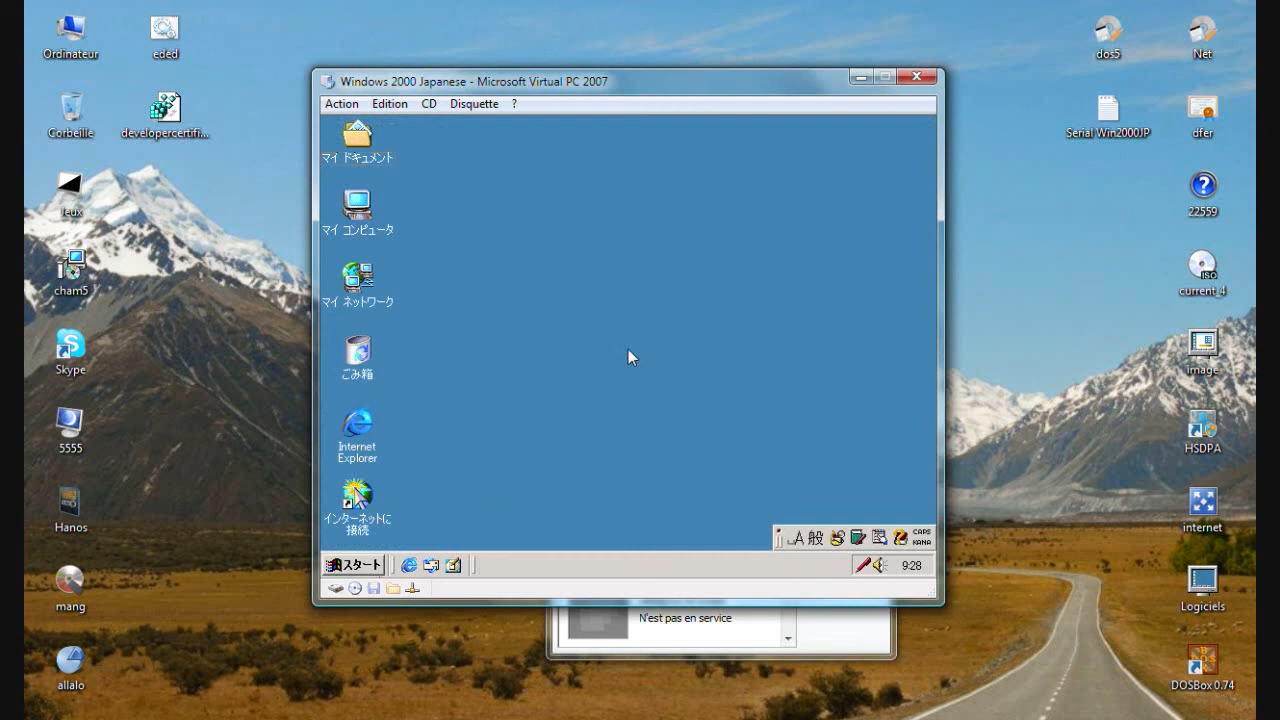 Ordinateur
eded
dos5
Net
Corbeille
developercertifi...
Serial Win2000JP
dfer
Jeux
22559
cham5
current_4
Skype
image
5555
HSDPA
Hanos
internet
mang
Logiciels
allalo
DOSBox 0.74
Windows 2000 Japanese - Microsoft Virtual PC 2007
Action Edition CD Disquette ?
マイ ドキュメント
マイ コンピュータ
マイ ネットワーク
ごみ箱
Internet
Explorer
インターネットに
接続
_A 般 CAPS
KANA
スタート 9:28
N'est pas en service
ISO